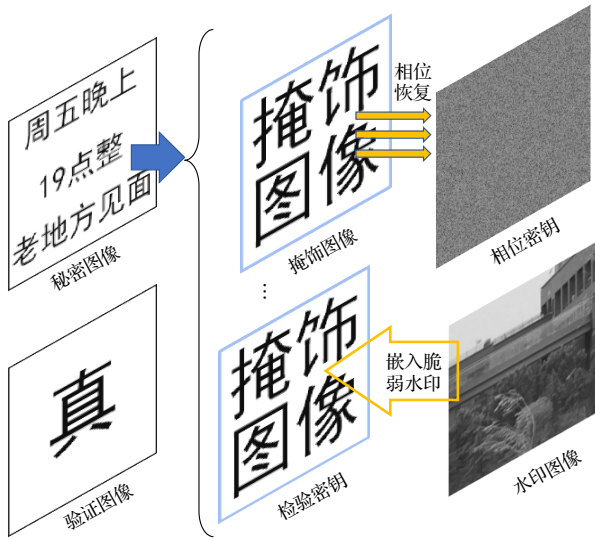 周五晚上
19点整
老地方见面
秘密图像
真
验证图像
掩饰
图像
掩饰图像
⋮
掩饰
图像
检验密钥
相位
恢复
相位密钥
嵌入脆
弱水印
水印图像